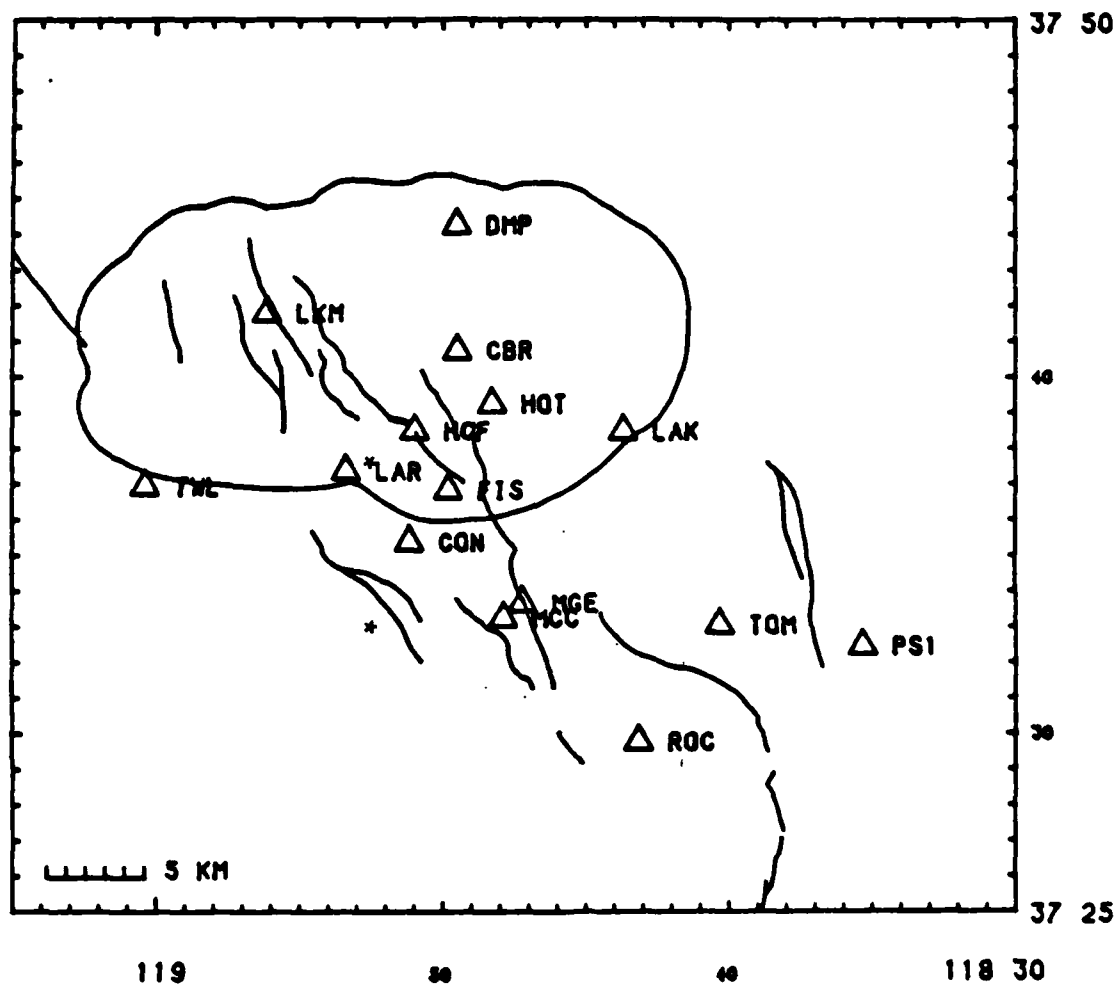 37 50
DMP
LKM
CBR
40
HOT
HCF
LAK
*LAR
TWL
FIS
CON
MGE
MCC
TOM
PS1
30
ROC
5 KM
37 25
119
50
40
118 30
*